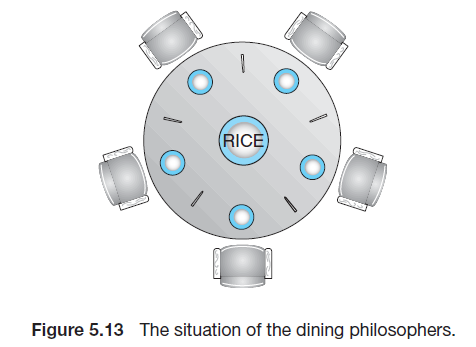 RICE
Figure 5.13 The situation of the dining philosophers.